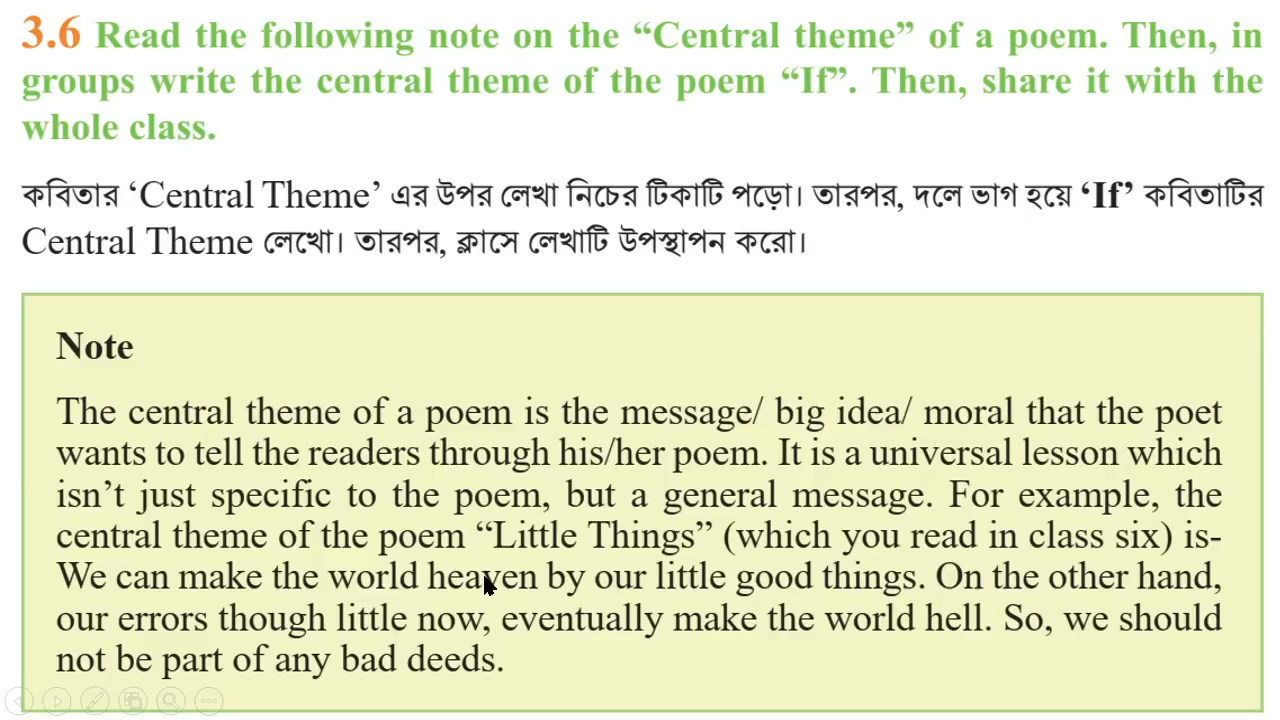 3.6 Read the following note on the “Central theme” of a poem. Then, in
groups write the central theme of the poem “If”. Then, share it with the
whole class.
কবিতার ‘Central Theme’ এর উপর লেখা নিচের টিকাটি পড়ো। তারপর, দলে ভাগ হয়ে ‘If’ কবিতাটির
Central Theme লেখো। তারপর, ক্লাসে লেখাটি উপস্থাপন করো।
Note
The central theme of a poem is the message/ big idea/ moral that the poet
wants to tell the readers through his/her poem. It is a universal lesson which
isn’t just specific to the poem, but a general message. For example, the
central theme of the poem “Little Things” (which you read in class six) is-
We can make the world heaven by our little good things. On the other hand,
our errors though little now, eventually make the world hell. So, we should
not be part of any bad deeds.